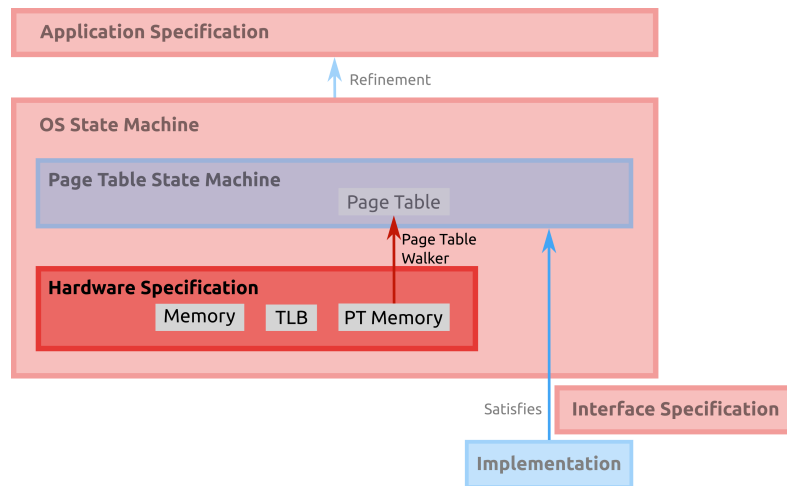 Application Specification
Refinement
OS State Machine
Page Table State Machine
Page Table
Page Table
Walker
Hardware Specification
Memory
TLB
PT Memory
Satisfies
Interface Specification
Implementation